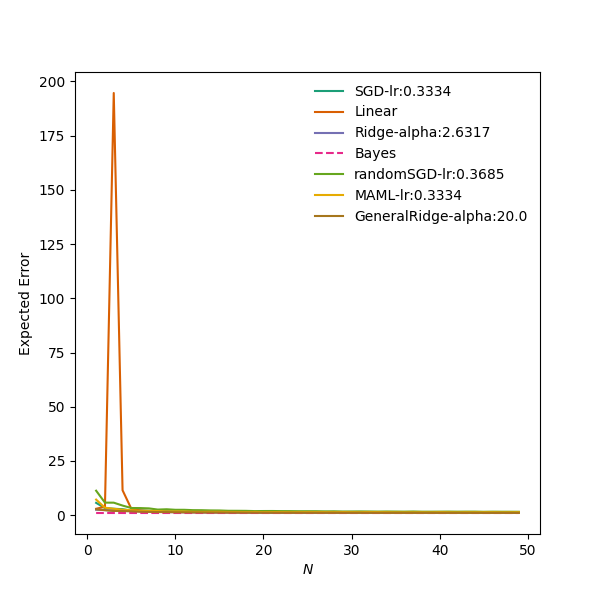 200
175
150
125
100
75
50
25
0
Expected Error
SGD-lr:0.3334
Linear
Ridge-alpha:2.6317
Bayes
randomSGD-lr:0.3685
MAML-lr:0.3334
GeneralRidge-alpha:20.0
0 10 20 30 40 50
N